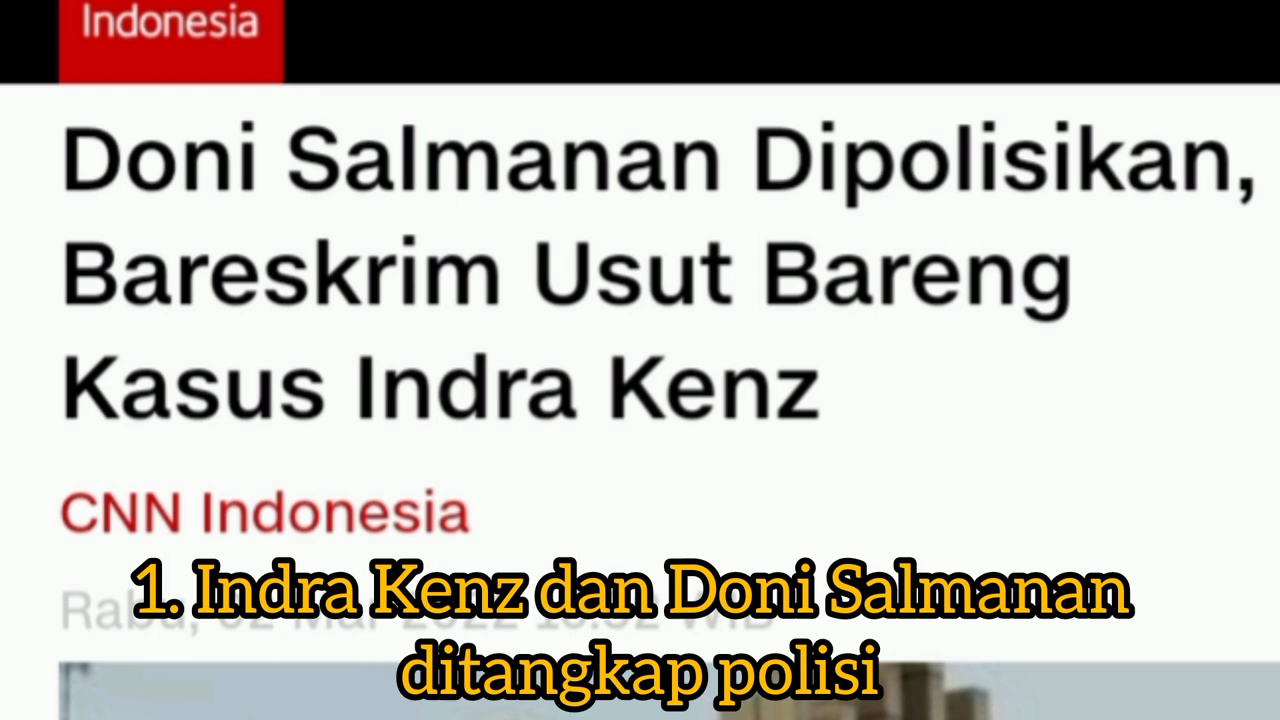 Indonesia
Doni Salmanan Dipolisikan,
Bareskrim Usut Bareng
Kasus Indra Kenz
CNN Indonesia
1. Indra Kenz dan Doni Salmanan
ditangkap polisi